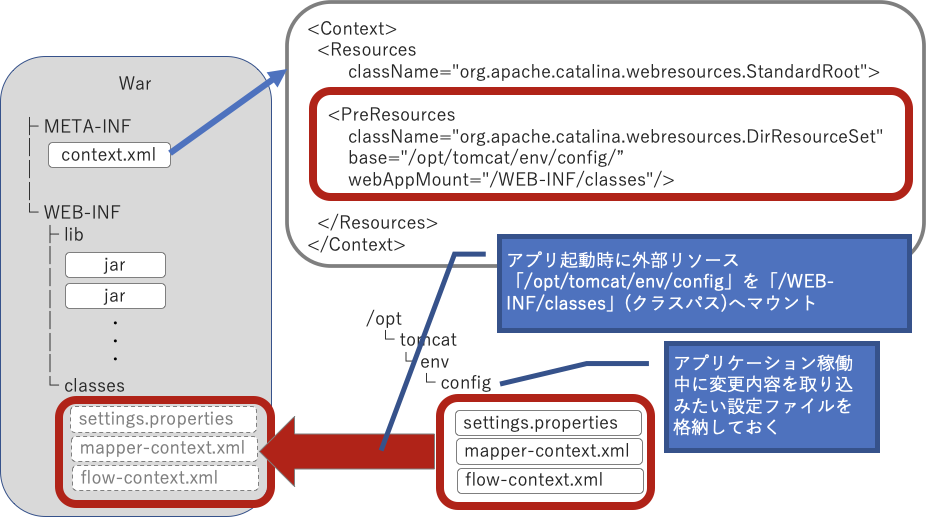 War
META-INF
context.xml
WEB-INF
lib
jar
jar
・
・
・
classes
settings.properties
mapper-context.xml
flow-context.xml
<Context>
<Resources
className="org.apache.catalina.webresources.StandardRoot">
<PreResources
className="org.apache.catalina.webresources.DirResourceSet"
base="/opt/tomcat/env/config/”
webAppMount="/WEB-INF/classes"/>
</Resources>
</Context>
アプリ起動時に外部リソース
「/opt/tomcat/env/config」を「/WEB-
INF/classes」(クラスパス)へマウント
/opt
tomcat
env
config
settings.properties
mapper-context.xml
flow-context.xml
アプリケーション稼働
中に変更内容を取り込
みたい設定ファイルを
格納しておく